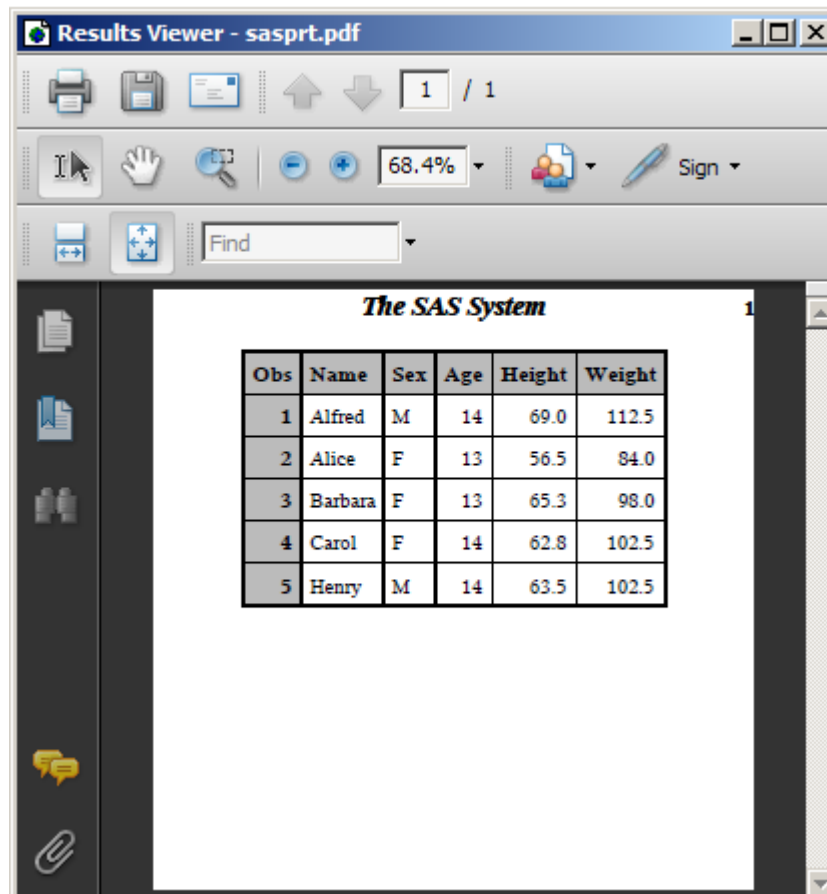 Results Viewer - sasprt.pdf
1 / 1
68.4% Sign
Find
The SAS System 1
Obs Name Sex Age Height Weight
1 Alfred M 14 69.0 112.5
2 Alice F 13 56.5 84.0
3 Barbara F 13 65.3 98.0
4 Carol F 14 62.8 102.5
5 Henry M 14 63.5 102.5